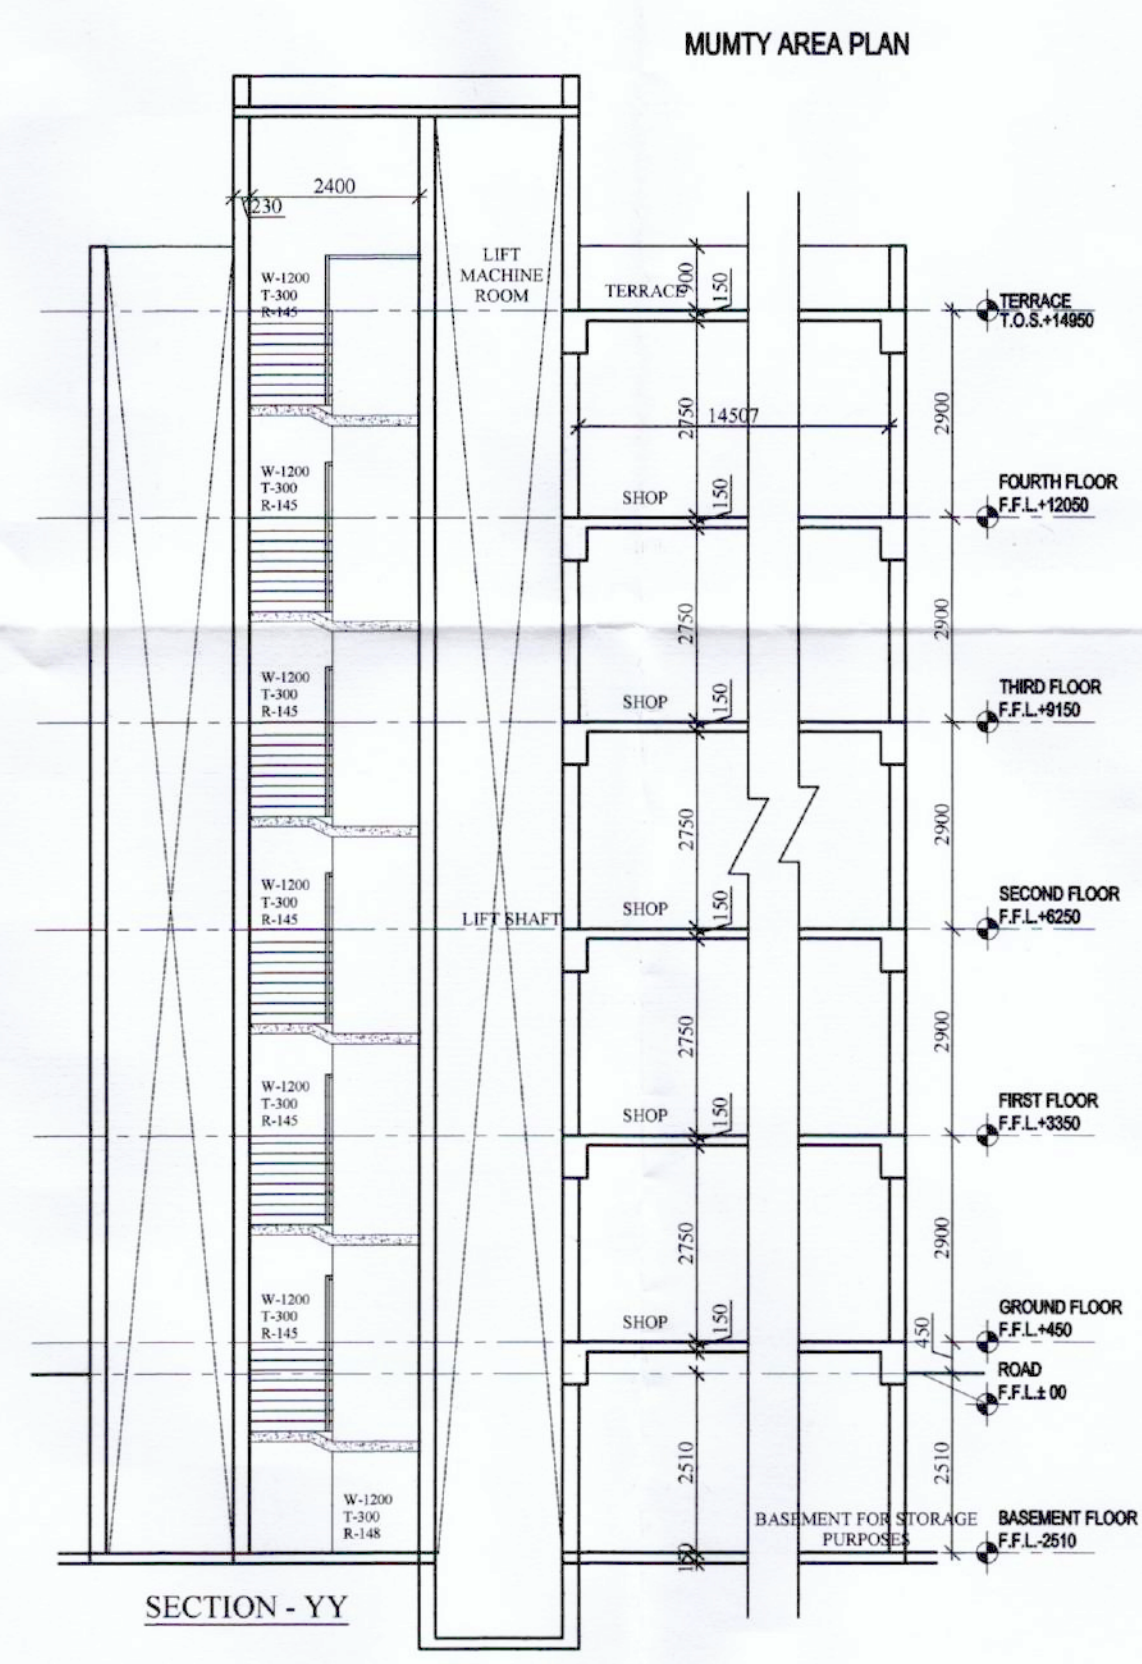 MUMTY AREA PLAN
2400
230
LIFT
MACHINE
ROOM
W-1200
T-300
R-145
TERRACE
900
150
TERRACE
T.O.S.+14950
2750
14507
2900
W-1200
T-300
R-145
SHOP
150
FOURTH FLOOR
F.F.L.+12050
2750
2900
W-1200
T-300
R-145
SHOP
150
THIRD FLOOR
F.F.L.+9150
2750
2900
W-1200
T-300
R-145
LIFT SHAFT
SHOP
150
SECOND FLOOR
F.F.L.+6250
2750
2900
W-1200
T-300
R-145
SHOP
150
FIRST FLOOR
F.F.L.+3350
2750
2900
W-1200
T-300
R-145
SHOP
150
450
GROUND FLOOR
F.F.L.+450
ROAD
F.F.L.± 00
2510
2510
W-1200
T-300
R-148
BASEMENT FOR STORAGE
PURPOSES
BASEMENT FLOOR
F.F.L.-2510
150
SECTION - YY